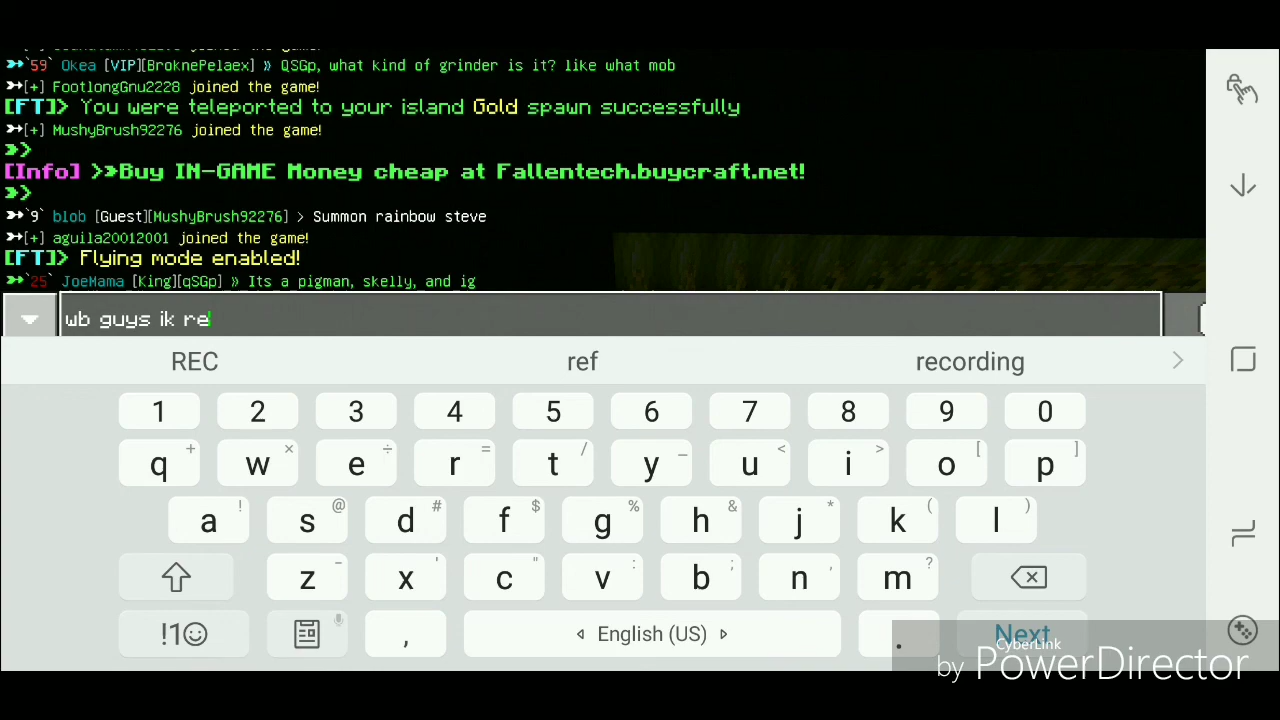 joined the game!
➳`59` Okea [VIP][BroknePelaex] » QSGp, what kind of grinder is it? like what mob
➳[+] FootlongGnu2228 joined the game!
[FT]> You were teleported to your island Gold spawn successfully
➳[+] MushyBrush92276 joined the game!
➳>
[Info] >➳Buy IN-GAME Money cheap at Fallentech.buycraft.net!
➳>
➳`9` blob [Guest][MushyBrush92276] > Summon rainbow steve
➳[+] aguila20012001 joined the game!
[FT]> Flying mode enabled!
➳`25` JoeMama [King][qSGp] » Its a pigman, skelly, and ig
wb guys ik re
REC ref recording >
1 2 3 4 5 6 7 8 9 0
q + w × e ÷ r = t / y _ u < i > o [ p ]
a ! s @ d # f $ g % h & j * k ( l )
z - x ' c " v : b ; n , m ?
!1☺ , English (US) . Next
CyberLink
by PowerDirector